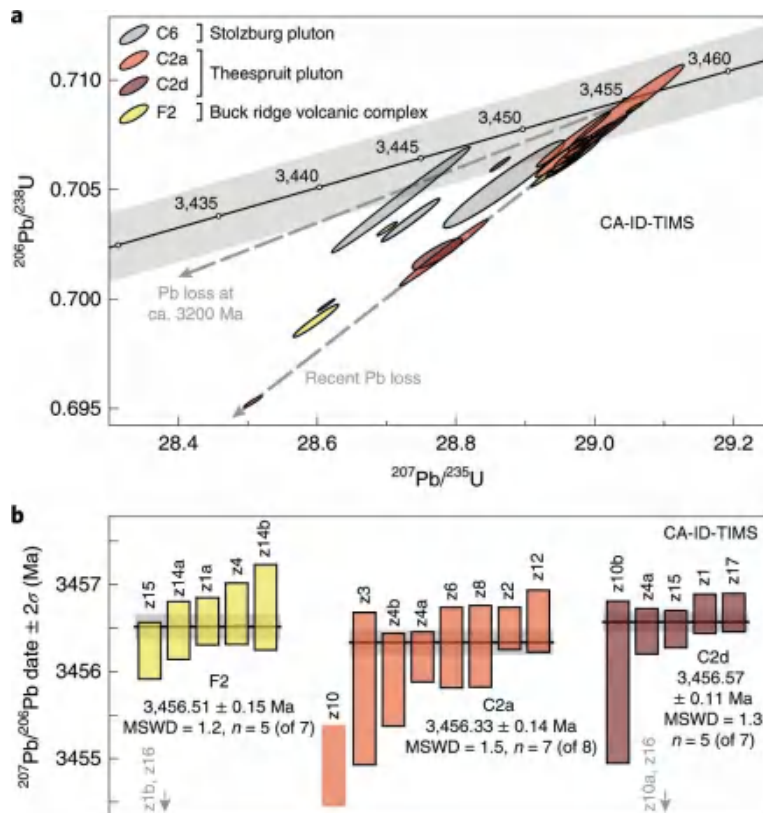 a
C6 Stolzburg pluton
C2a
Theespruit pluton
C2d
F2 Buck ridge volcanic complex
3,460
3,455
3,450
3,445
3,440
3,435
0.710
0.705
0.700
0.695
²⁰⁶Pb/²³⁸U
CA-ID-TIMS
Pb loss at
ca. 3200 Ma
Recent Pb loss
28.4 28.6 28.8 29.0 29.2
²⁰⁷Pb/²³⁵U
b
CA-ID-TIMS
²⁰⁷Pb/²⁰⁶Pb date ± 2σ (Ma)
3457
3456
3455
z15
z14a
z1a
z4
z14b
F2
3,456.51 ± 0.15 Ma
MSWD = 1.2, n = 5 (of 7)
z1b, z16
z10
z3
z4b
z4a
z6
z8
z2
z12
C2a
3,456.33 ± 0.14 Ma
MSWD = 1.5, n = 7 (of 8)
z10b
z4a
z15
z1
z17
C2d
3,456.57
± 0.11 Ma
MSWD = 1.3
n = 5 (of 7)
z10a, z16